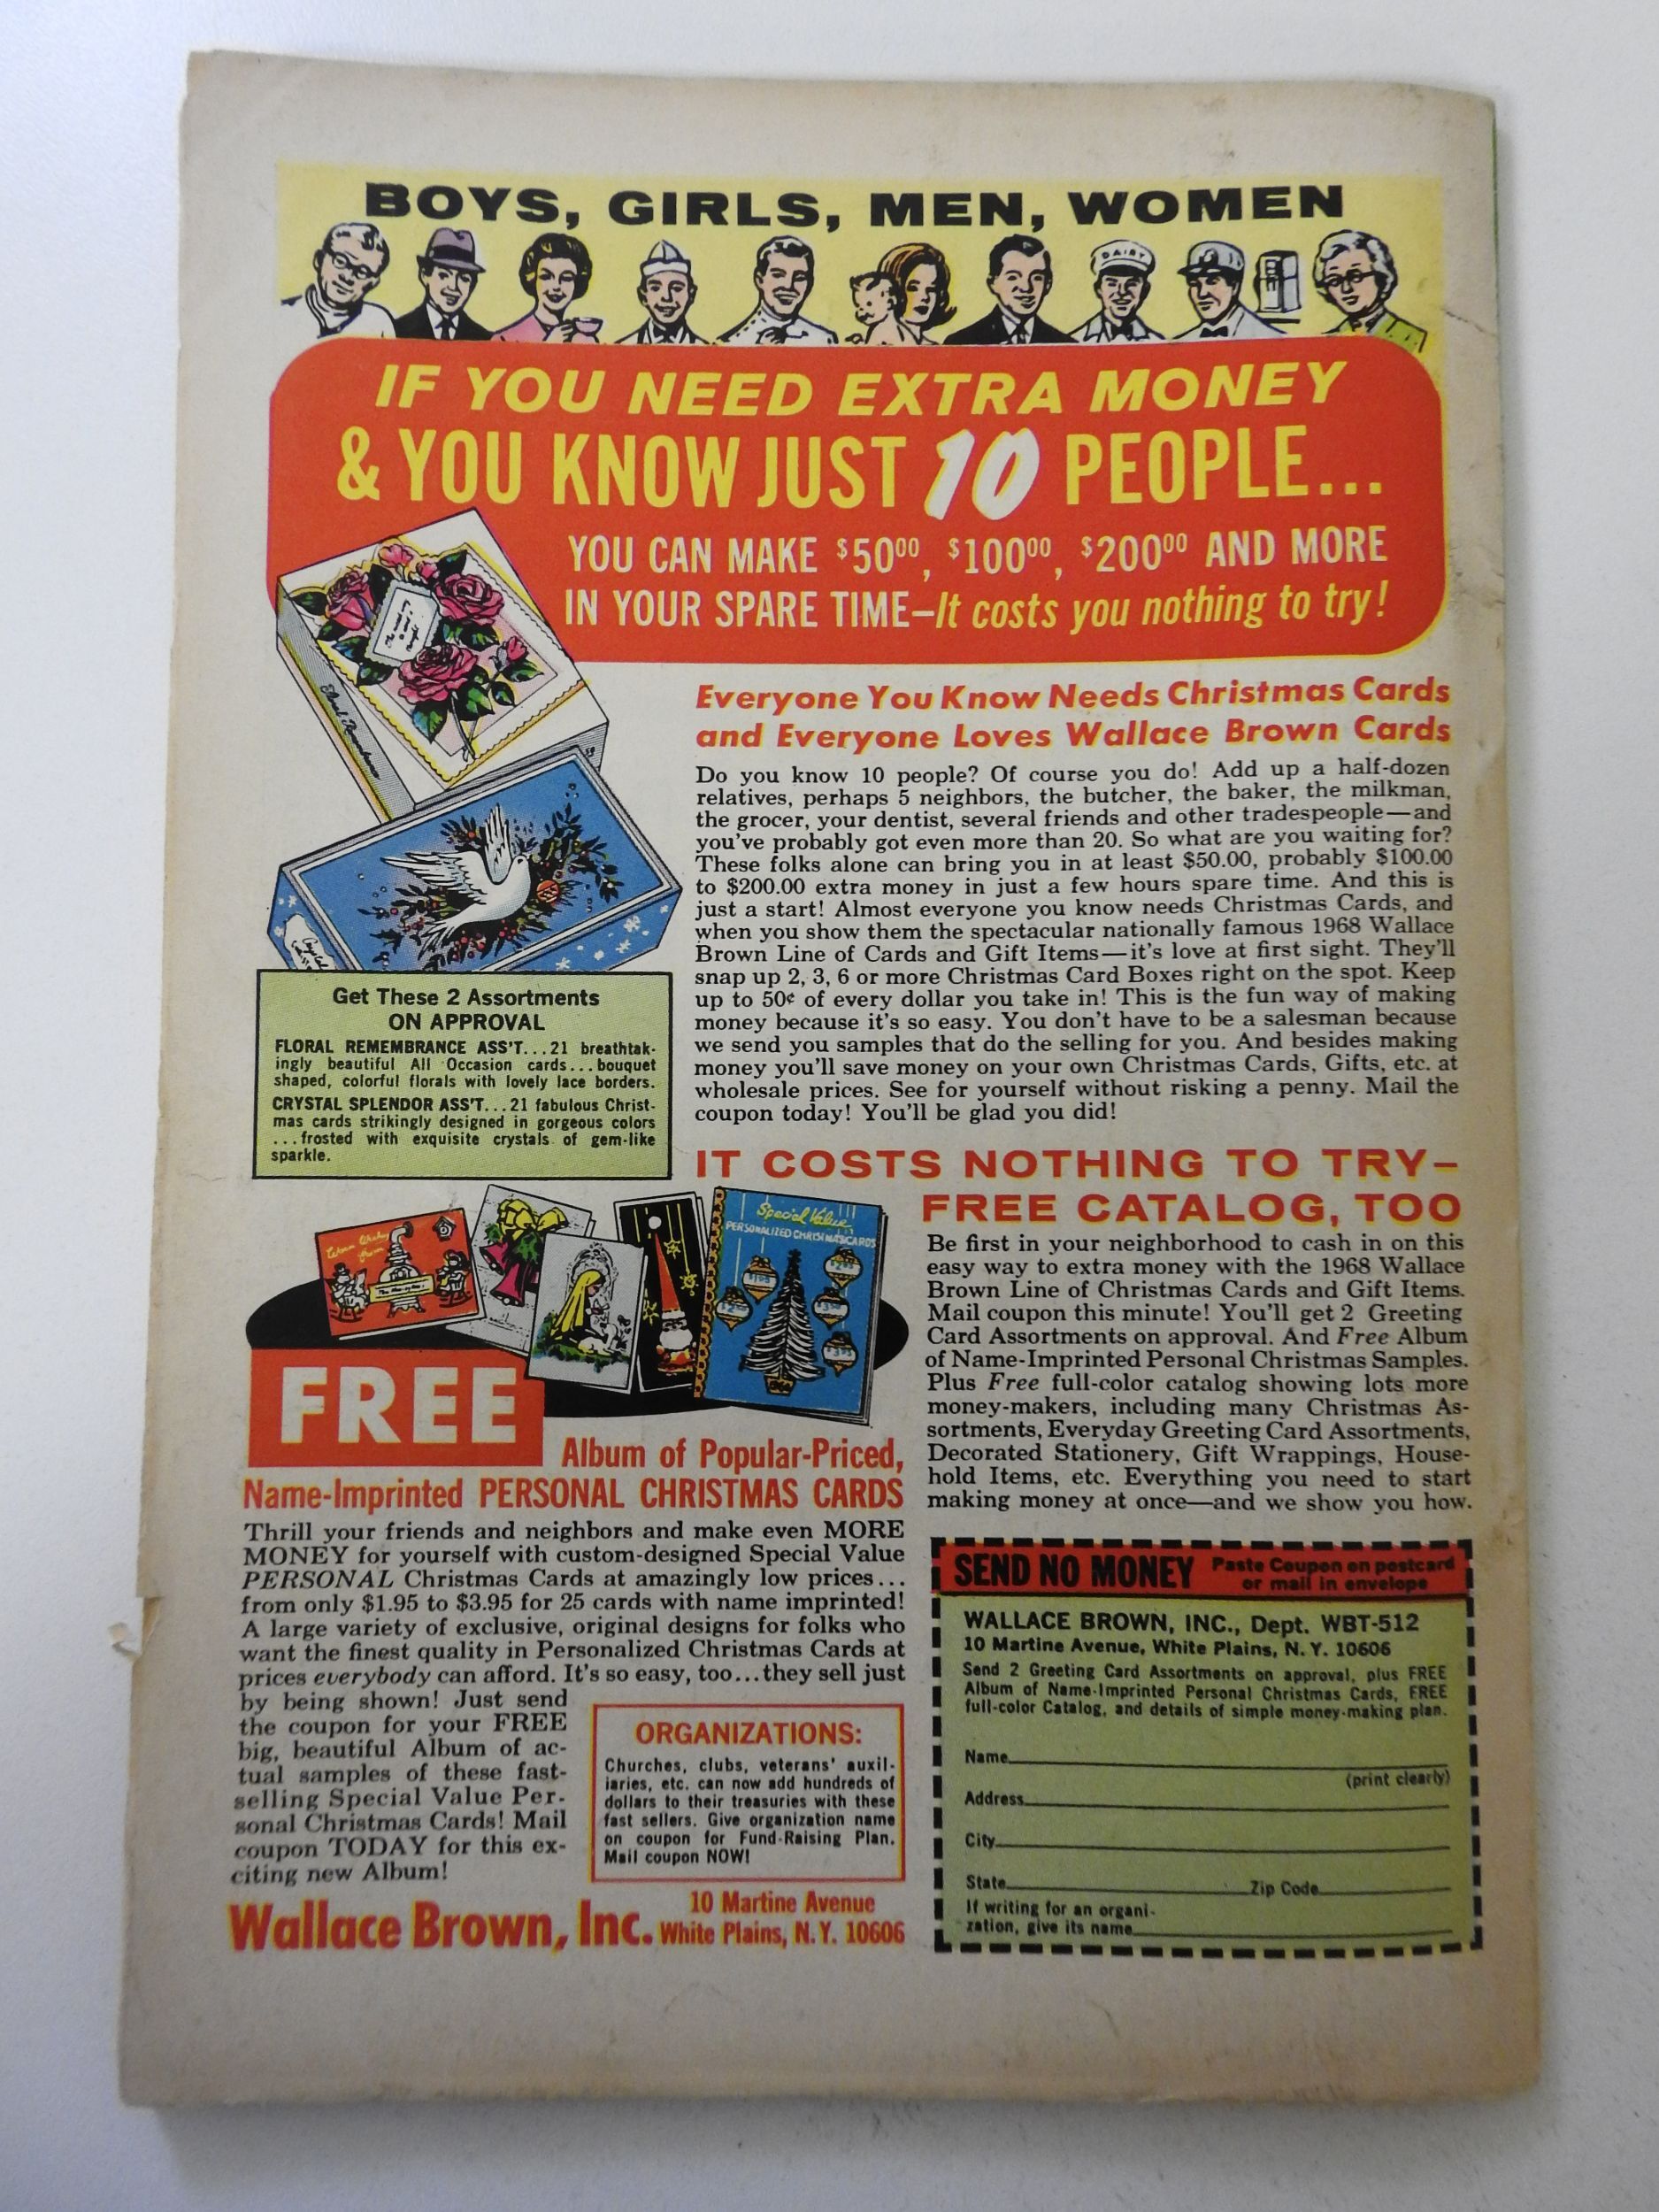 BOYS, GIRLS, MEN, WOMEN
DAIRY
IF YOU NEED EXTRA MONEY
& YOU KNOW JUST 10 PEOPLE...
YOU CAN MAKE $50⁰⁰, $100⁰⁰, $200⁰⁰ AND MORE
IN YOUR SPARE TIME—It costs you nothing to try!
Floral Remembrance
Everyone You Know Needs Christmas Cards
and Everyone Loves Wallace Brown Cards
Do you know 10 people? Of course you do! Add up a half-dozen
relatives, perhaps 5 neighbors, the butcher, the baker, the milkman,
the grocer, your dentist, several friends and other tradespeople—and
you've probably got even more than 20. So what are you waiting for?
These folks alone can bring you in at least $50.00, probably $100.00
to $200.00 extra money in just a few hours spare time. And this is
just a start! Almost everyone you know needs Christmas Cards, and
when you show them the spectacular nationally famous 1968 Wallace
Brown Line of Cards and Gift Items—it's love at first sight. They'll
snap up 2, 3, 6 or more Christmas Card Boxes right on the spot. Keep
up to 50¢ of every dollar you take in! This is the fun way of making
money because it's so easy. You don't have to be a salesman because
we send you samples that do the selling for you. And besides making
money you'll save money on your own Christmas Cards, Gifts, etc. at
wholesale prices. See for yourself without risking a penny. Mail the
coupon today! You'll be glad you did!
Get These 2 Assortments
ON APPROVAL
FLORAL REMEMBRANCE ASS'T...21 breathtak-
ingly beautiful All Occasion cards...bouquet
shaped, colorful florals with lovely lace borders.
CRYSTAL SPLENDOR ASS'T...21 fabulous Christ-
mas cards strikingly designed in gorgeous colors
...frosted with exquisite crystals of gem-like
sparkle.
IT COSTS NOTHING TO TRY—
FREE CATALOG, TOO
Be first in your neighborhood to cash in on this
easy way to extra money with the 1968 Wallace
Brown Line of Christmas Cards and Gift Items.
Mail coupon this minute! You'll get 2 Greeting
Card Assortments on approval. And Free Album
of Name-Imprinted Personal Christmas Samples.
Plus Free full-color catalog showing lots more
money-makers, including many Christmas As-
sortments, Everyday Greeting Card Assortments,
Decorated Stationery, Gift Wrappings, House-
hold Items, etc. Everything you need to start
making money at once—and we show you how.
Special Value
PERSONALIZED CHRISTMAS CARDS
FREE
Album of Popular-Priced,
Name-Imprinted PERSONAL CHRISTMAS CARDS
Thrill your friends and neighbors and make even MORE
MONEY for yourself with custom-designed Special Value
PERSONAL Christmas Cards at amazingly low prices...
from only $1.95 to $3.95 for 25 cards with name imprinted!
A large variety of exclusive, original designs for folks who
want the finest quality in Personalized Christmas Cards at
prices everybody can afford. It's so easy, too...they sell just
by being shown! Just send
the coupon for your FREE
big, beautiful Album of ac-
tual samples of these fast-
selling Special Value Per-
sonal Christmas Cards! Mail
coupon TODAY for this ex-
citing new Album!
ORGANIZATIONS:
Churches, clubs, veterans' auxil-
iaries, etc. can now add hundreds of
dollars to their treasuries with these
fast sellers. Give organization name
on coupon for Fund-Raising Plan.
Mail coupon NOW!
Wallace Brown, Inc. 10 Martine Avenue
White Plains, N.Y. 10606
SEND NO MONEY Paste Coupon on postcard
or mail in envelope
WALLACE BROWN, INC., Dept. WBT-512
10 Martine Avenue, White Plains, N. Y. 10606
Send 2 Greeting Card Assortments on approval, plus FREE
Album of Name-Imprinted Personal Christmas Cards, FREE
full-color Catalog, and details of simple money-making plan.
Name
(print clearly)
Address
City
State Zip Code
If writing for an organi-
zation, give its name